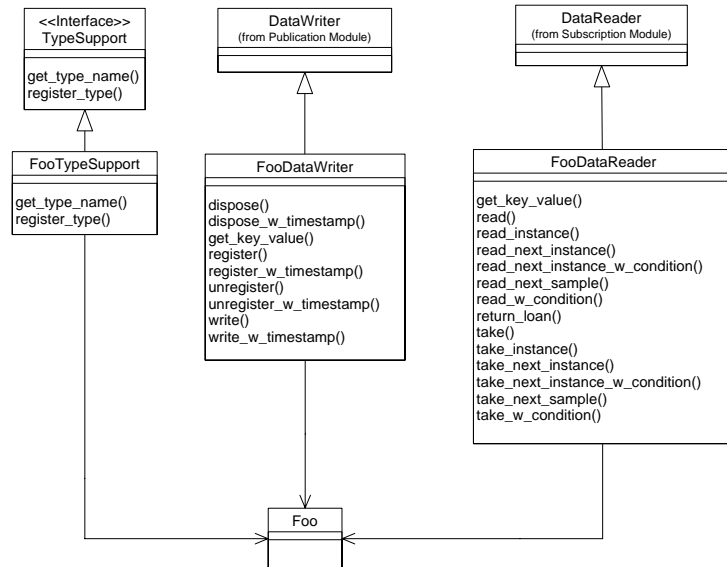 <<Interface>>
TypeSupport
get_type_name()
register_type()
DataWriter
(from Publication Module)
DataReader
(from Subscription Module)
FooTypeSupport
get_type_name()
register_type()
FooDataWriter
dispose()
dispose_w_timestamp()
get_key_value()
register()
register_w_timestamp()
unregister()
unregister_w_timestamp()
write()
write_w_timestamp()
FooDataReader
get_key_value()
read()
read_instance()
read_next_instance()
read_next_instance_w_condition()
read_next_sample()
read_w_condition()
return_loan()
take()
take_instance()
take_next_instance()
take_next_instance_w_condition()
take_next_sample()
take_w_condition()
Foo